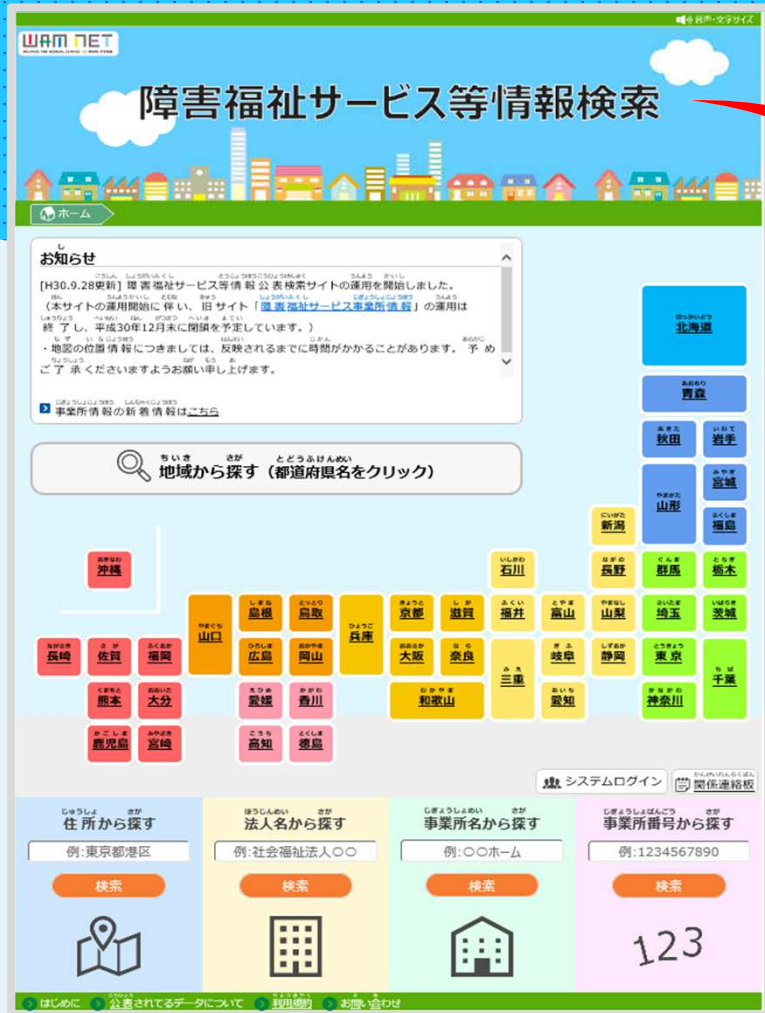 音声・文字サイズ
WAM NET
障害福祉サービス等情報検索
ホーム
お知らせ
[H30.9.28更新] 障害福祉サービス等情報公表検索サイトの運用を開始しました。
（本サイトの運用開始に伴い、旧サイト「障害福祉サービス事業所情報」の運用は
終了し、平成30年12月末に閉鎖を予定しています。）
・地図の位置情報につきましては、反映されるまでに時間がかかることがあります。予め
ご了承くださいますようお願い申し上げます。
事業所情報の新着情報はこちら
地域から探す（都道府県名をクリック）
北海道
青森
秋田 岩手
宮城
山形
新潟 福島
沖縄 石川 長野 群馬 栃木
島根 鳥取 京都 滋賀 福井 富山 山梨 埼玉 茨城
山口 兵庫
長崎 佐賀 福岡 広島 岡山 大阪 奈良 岐阜 静岡 東京
三重 千葉
熊本 大分 愛媛 香川 和歌山 愛知 神奈川
鹿児島 宮崎 高知 徳島
システムログイン 関係連絡板
住所から探す 法人名から探す 事業所名から探す 事業所番号から探す
例:東京都港区 例:社会福祉法人○○ 例:○○ホーム 例:1234567890
検索 検索 検索 検索
123
はじめに 公表されてるデータについて 利用規約 お問い合わせ